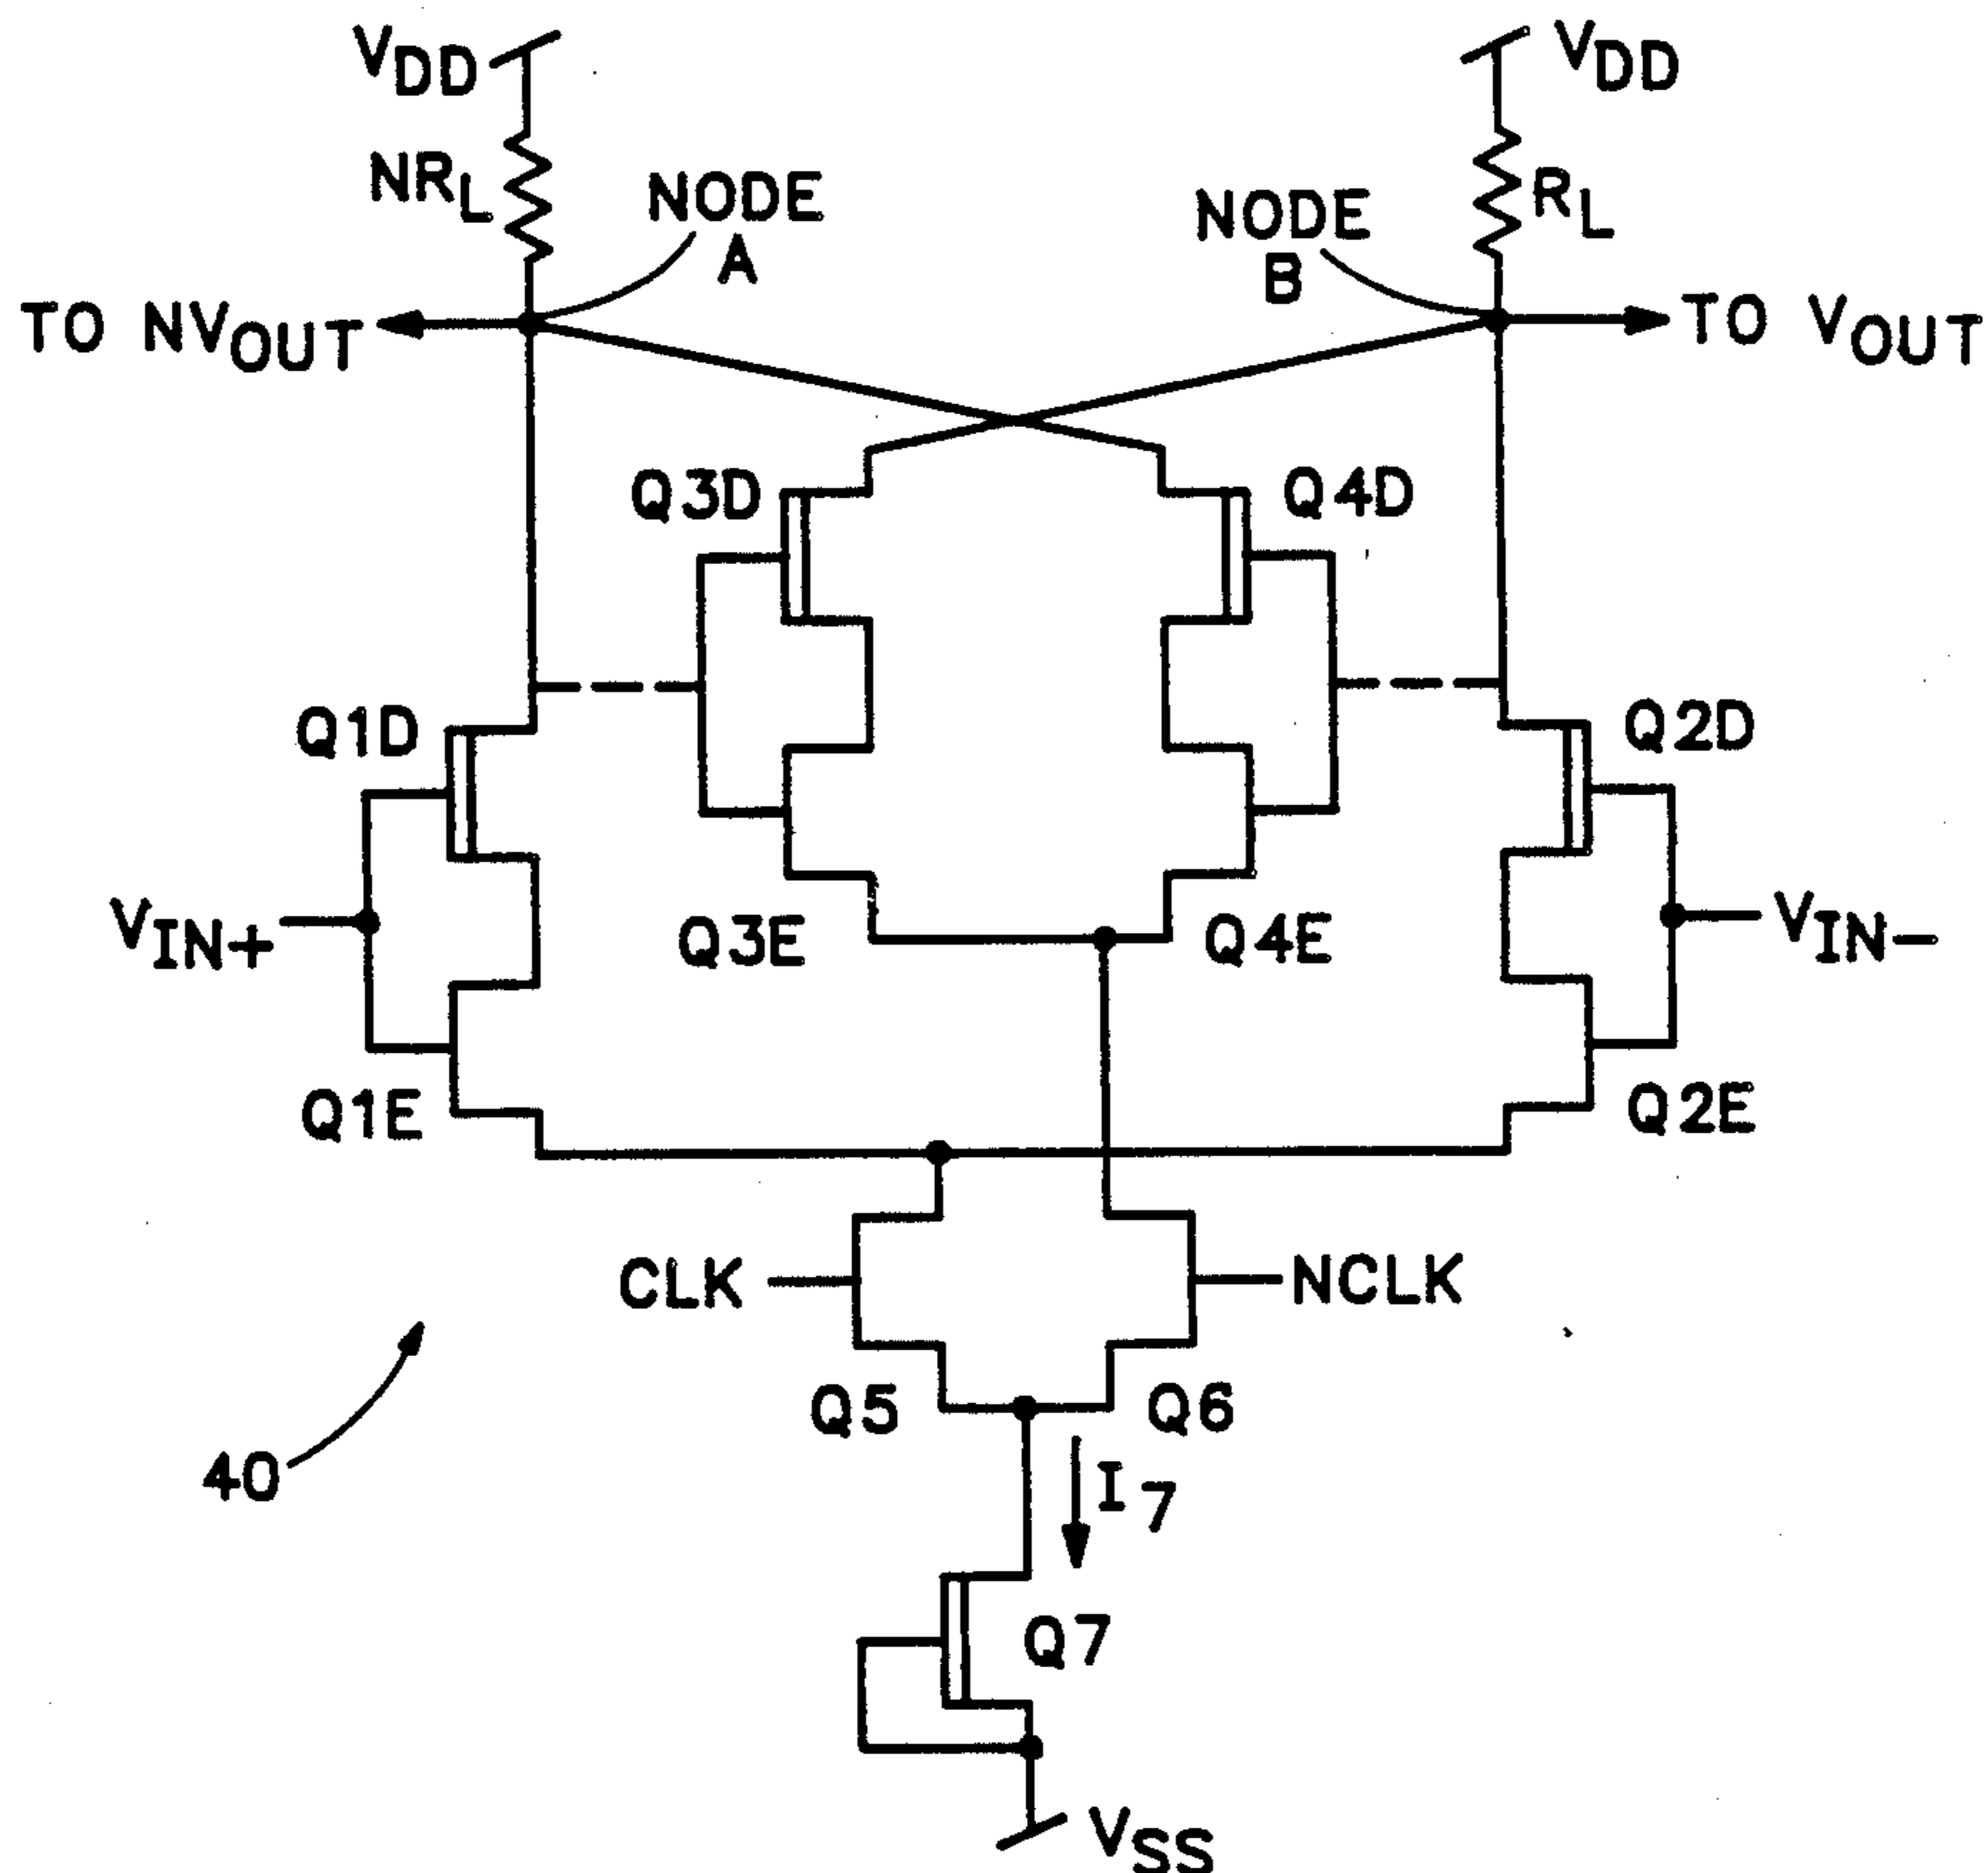 VDD
VDD
NRL
NODE A
NODE B
RL
TO NVOUT
TO VOUT
Q3D
Q4D
Q1D
Q2D
VIN+
Q3E
Q4E
VIN−
Q1E
Q2E
CLK
NCLK
Q5
Q6
40
I7
Q7
VSS